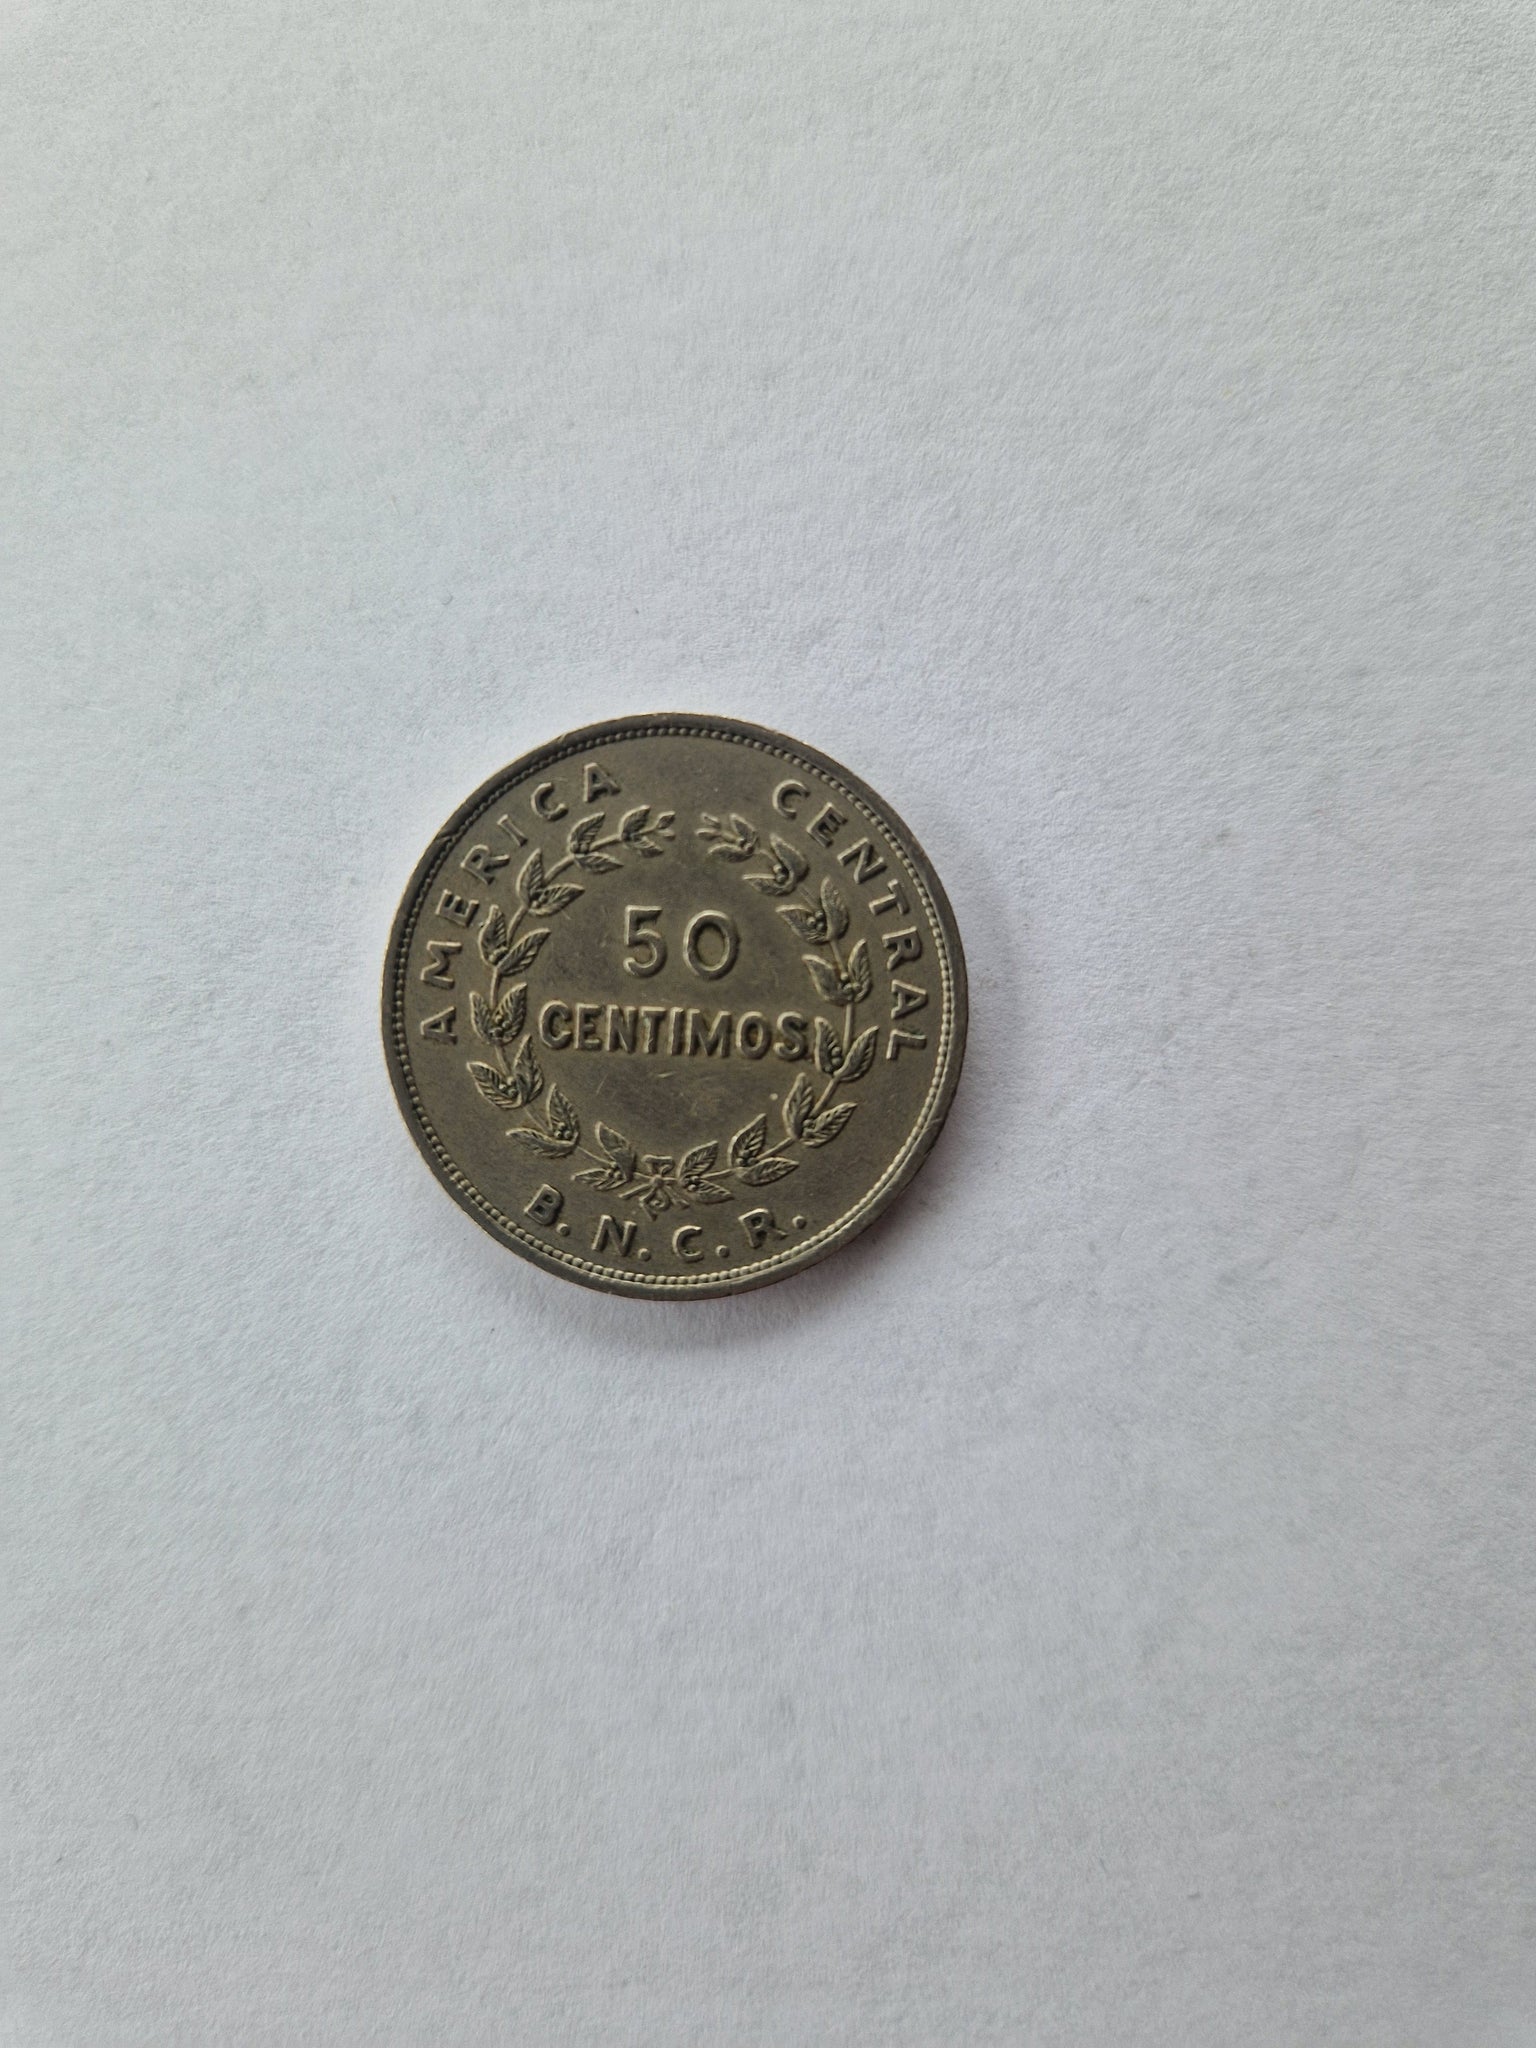 AMERICA CENTRAL
50
CENTIMOS
B. N. C. R.